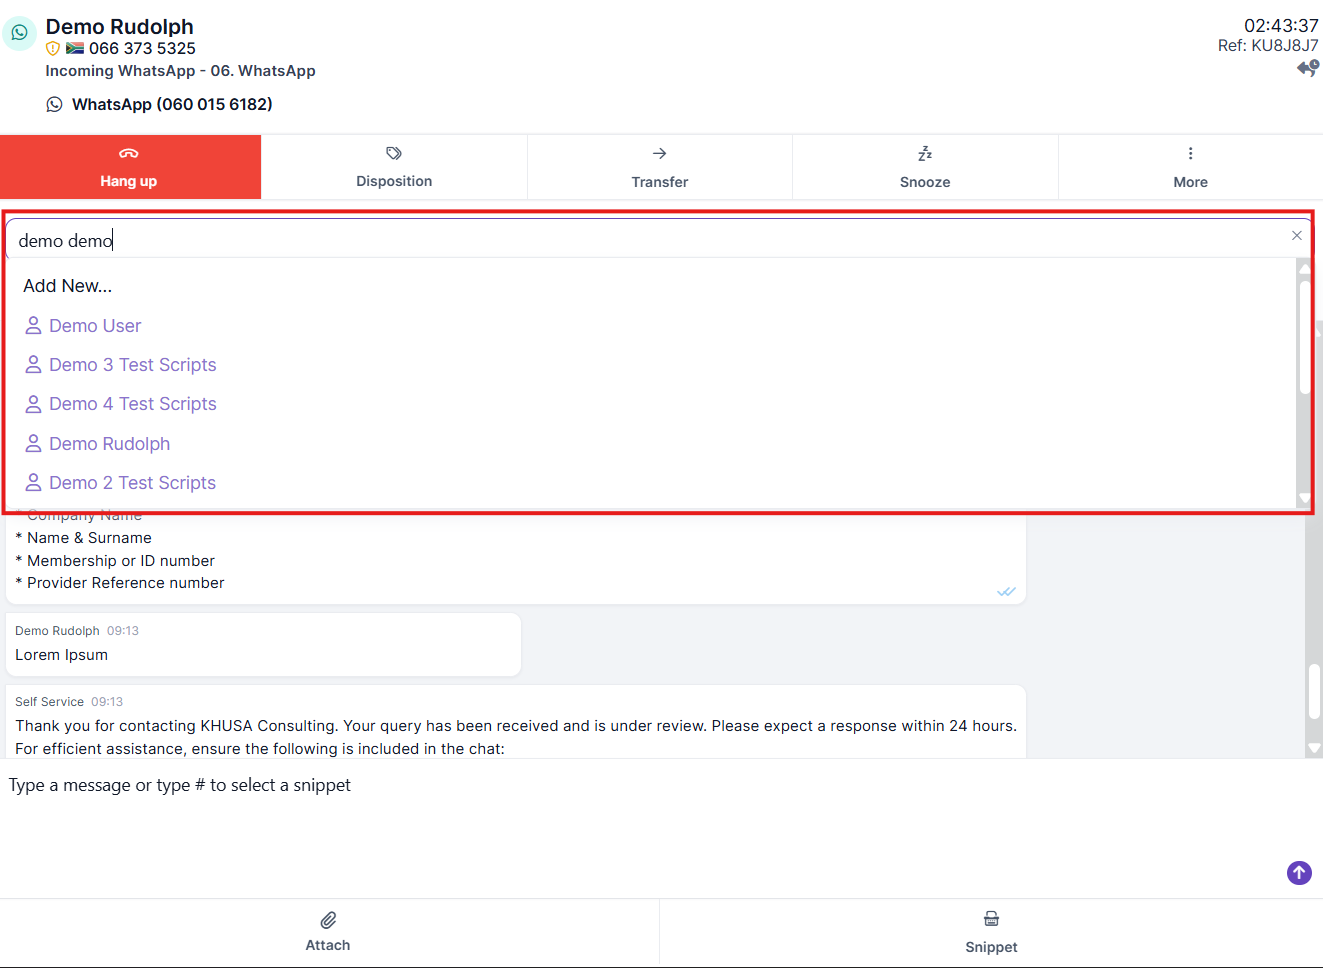 Demo Rudolph
066 373 5325
Incoming WhatsApp - 06. WhatsApp
WhatsApp (060 015 6182)
02:43:37
Ref: KU8J8J7
Hang up
Disposition
Transfer
Snooze
More
demo demo
Add New...
Demo User
Demo 3 Test Scripts
Demo 4 Test Scripts
Demo Rudolph
Demo 2 Test Scripts
* Company Name
* Name & Surname
* Membership or ID number
* Provider Reference number
Demo Rudolph 09:13
Lorem Ipsum
Self Service 09:13
Thank you for contacting KHUSA Consulting. Your query has been received and is under review. Please expect a response within 24 hours.
For efficient assistance, ensure the following is included in the chat:
Type a message or type # to select a snippet
Attach
Snippet